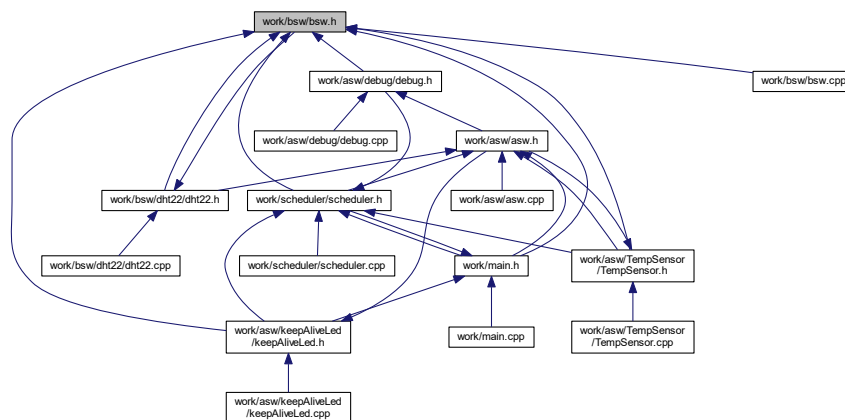 work/bsw/bsw.h
work/asw/debug/debug.h
work/bsw/bsw.cpp
work/asw/debug/debug.cpp
work/asw/asw.h
work/bsw/dht22/dht22.h
work/scheduler/scheduler.h
work/asw/asw.cpp
work/bsw/dht22/dht22.cpp
work/scheduler/scheduler.cpp
work/main.h
work/asw/TempSensor
/TempSensor.h
work/asw/keepAliveLed
/keepAliveLed.h
work/main.cpp
work/asw/TempSensor
/TempSensor.cpp
work/asw/keepAliveLed
/keepAliveLed.cpp